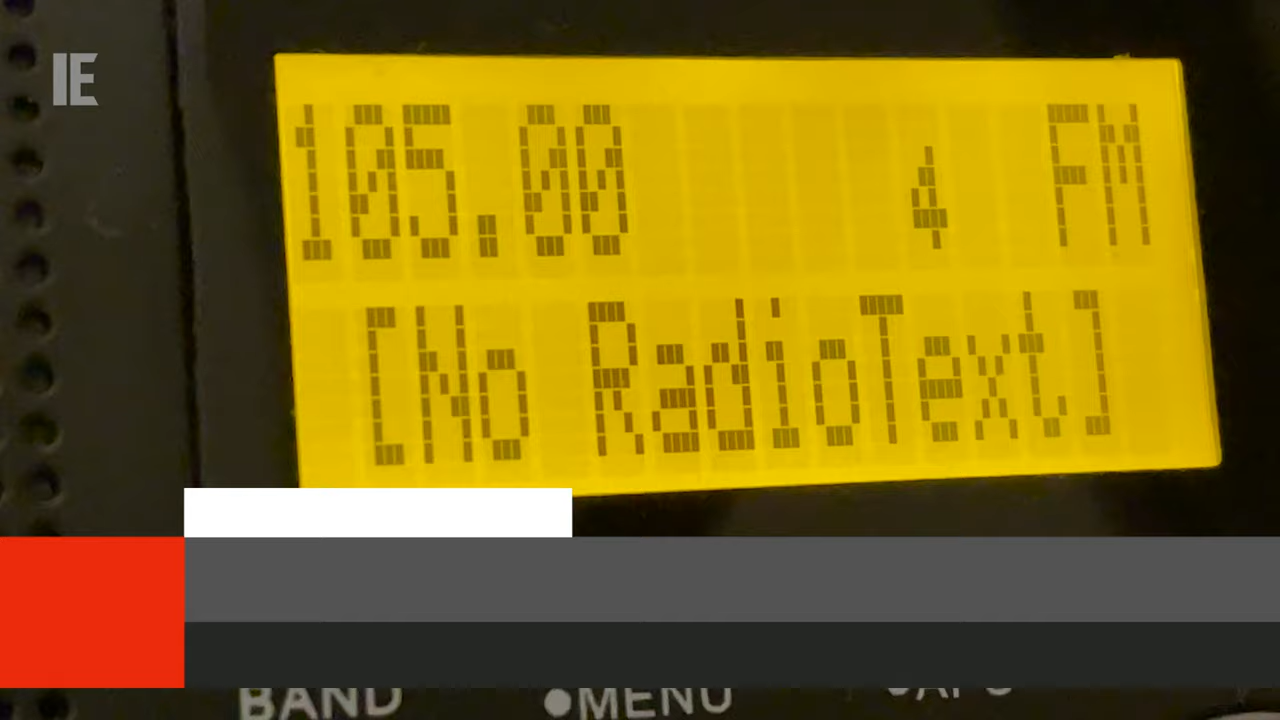 IE
105.00 FM
[No RadioText]
BAND
●MENU